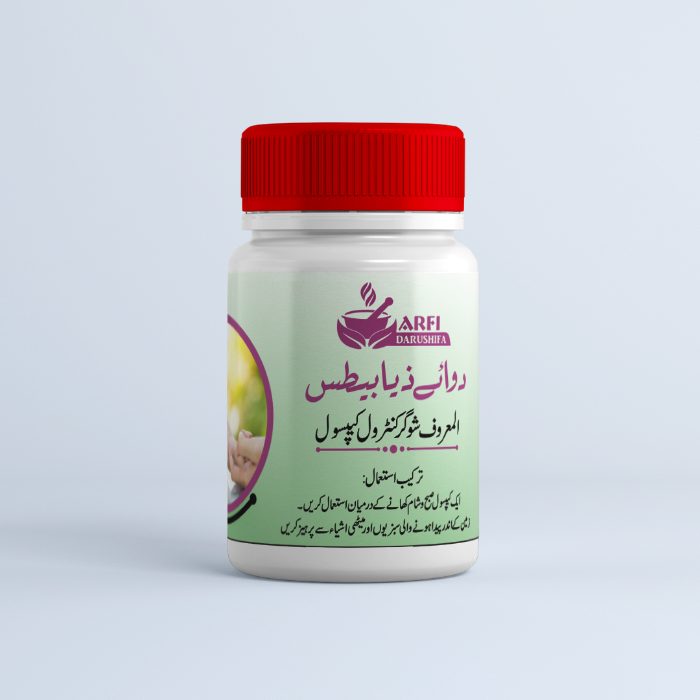 ARFI
DARUSHIFA
دوائے ذیابیطس
المعروف شوگر کنٹرول کیپسول
ترکیب استعمال:
ایک کیپسول صبح و شام کھانے کے درمیان استعمال کریں۔
زمین کے اندر پیدا ہونے والی سبزیوں اور میٹھی اشیاء سے پرہیز کریں